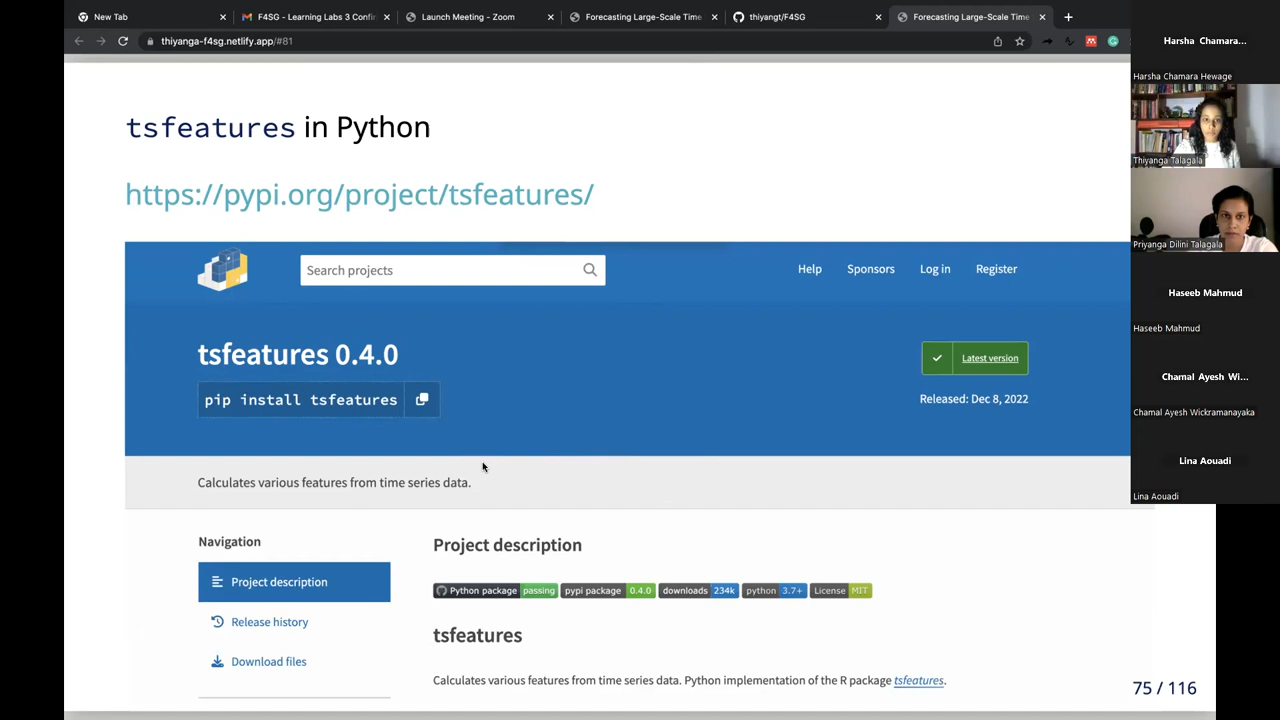 New Tab
F4SG - Learning Labs 3 Confir
Launch Meeting - Zoom
Forecasting Large-Scale Time
thiyangt/F4SG
Forecasting Large-Scale Time
thiyanga-f4sg.netlify.app/#81
tsfeatures in Python
https://pypi.org/project/tsfeatures/
Search projects
Help
Sponsors
Log in
Register
tsfeatures 0.4.0
Latest version
pip install tsfeatures
Released: Dec 8, 2022
Calculates various features from time series data.
Navigation
Project description
Release history
Download files
Project description
Python package passing
pypi package 0.4.0
downloads 234k
python 3.7+
License MIT
tsfeatures
Calculates various features from time series data. Python implementation of the R package tsfeatures.
75 / 116
Harsha Chamara...
Harsha Chamara Hewage
Thiyanga Talagala
Priyanga Dilini Talagala
Haseeb Mahmud
Haseeb Mahmud
Chamal Ayesh Wi...
Chamal Ayesh Wickramanayaka
Lina Aouadi
Lina Aouadi